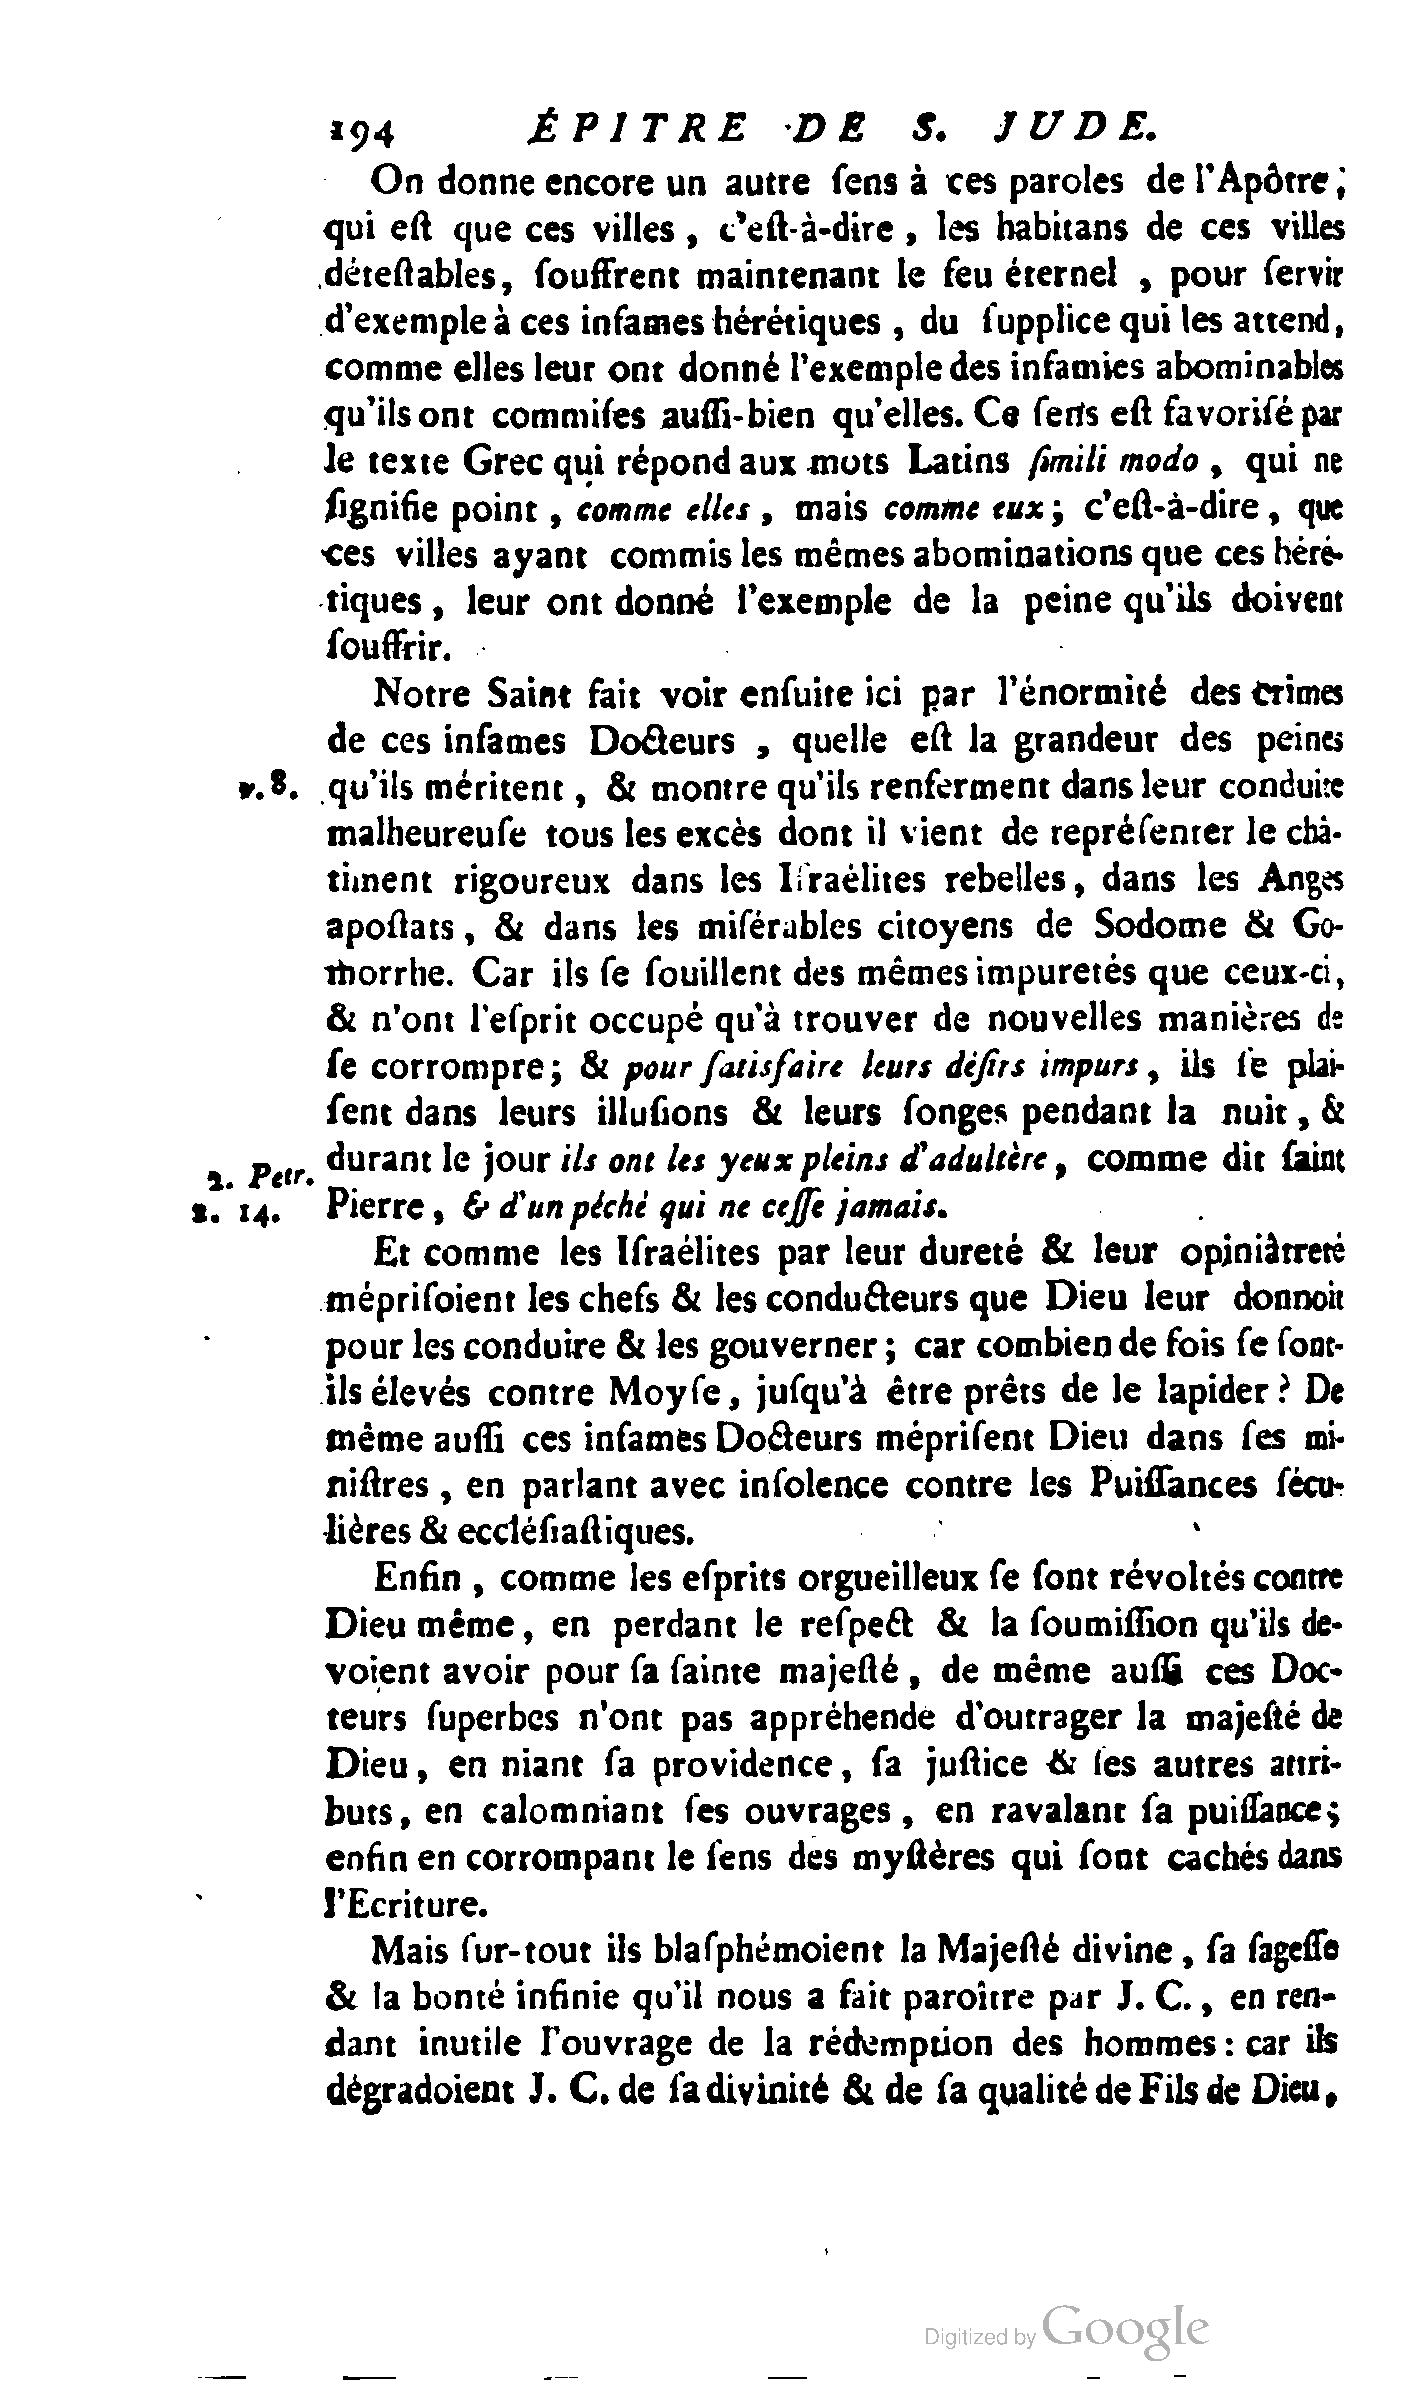 194 ÉPITRE DE S. JUDE.
On donne encore un autre ſens à ces paroles de l'Apôtre;
qui eſt que ces villes, c'eſt-à-dire, les habitans de ces villes
déteſtables, ſouffrent maintenant le feu éternel, pour ſervir
d'exemple à ces infames hérétiques, du ſupplice qui les attend,
comme elles leur ont donné l'exemple des infamies abominables
qu'ils ont commiſes auſſi-bien qu'elles. Ce ſens eſt favoriſé par
le texte Grec qui répond aux mots Latins ſimili modo, qui ne
ſignifie point, comme elles, mais comme eux; c'eſt-à-dire, que
ces villes ayant commis les mêmes abominations que ces héré-
tiques, leur ont donné l'exemple de la peine qu'ils doivent
ſouffrir.
Notre Saint fait voir enſuite ici par l'énormité des crimes
de ces infames Docteurs, quelle eſt la grandeur des peines
v. 8. qu'ils méritent, & montre qu'ils renferment dans leur conduite
malheureuſe tous les excès dont il vient de repréſenter le châ-
timent rigoureux dans les Iſraélites rebelles, dans les Anges
apoſtats, & dans les miſérables citoyens de Sodome & Go-
morrhe. Car ils ſe ſouillent des mêmes impuretés que ceux-ci,
& n'ont l'eſprit occupé qu'à trouver de nouvelles manières de
ſe corrompre; & pour ſatisfaire leurs déſirs impurs, ils ſe plai-
ſent dans leurs illuſions & leurs ſonges pendant la nuit, &
2. Petr. durant le jour ils ont les yeux pleins d'adultère, comme dit ſaint
2. 14. Pierre, & d'un péché qui ne ceſſe jamais.
Et comme les Iſraélites par leur dureté & leur opiniâtreté
mépriſoient les chefs & les conducteurs que Dieu leur donnoit
pour les conduire & les gouverner; car combien de fois ſe ſont-
ils élevés contre Moyſe, juſqu'à être prêts de le lapider? De
même auſſi ces infames Docteurs mépriſent Dieu dans ſes mi-
niſtres, en parlant avec inſolence contre les Puiſſances ſécu-
lières & eccléſiaſtiques.
Enfin, comme les eſprits orgueilleux ſe ſont révoltés contre
Dieu même, en perdant le reſpect & la ſoumiſſion qu'ils de-
voient avoir pour ſa ſainte majeſté, de même auſſi ces Doc-
teurs ſuperbes n'ont pas appréhendé d'outrager la majeſté de
Dieu, en niant ſa providence, ſa juſtice & ſes autres attri-
buts, en calomniant ſes ouvrages, en ravalant ſa puiſſance;
enfin en corrompant le ſens des myſtères qui ſont cachés dans
l'Ecriture.
Mais ſur-tout ils blaſphémoient la Majeſté divine, ſa ſageſſe
& la bonté infinie qu'il nous a fait paroître par J. C., en ren-
dant inutile l'ouvrage de la rédemption des hommes: car ils
dégradoient J. C. de ſa divinité & de ſa qualité de Fils de Dieu,
Digitized by Google